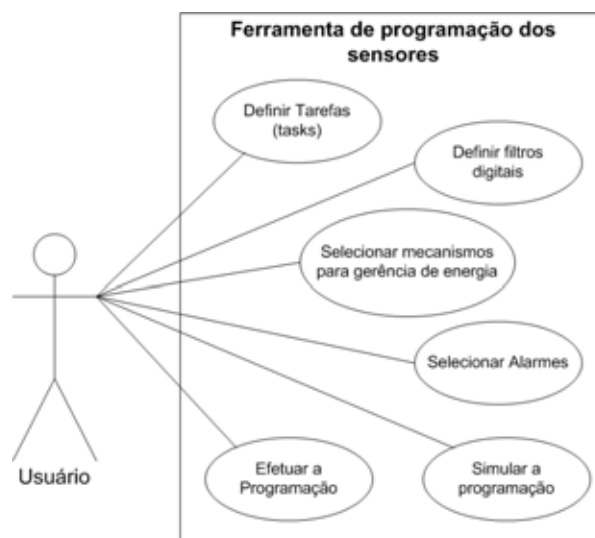 Ferramenta de programação dos
sensores
Definir Tarefas
(tasks)
Definir filtros
digitais
Selecionar mecanismos
para gerência de energia
Selecionar Alarmes
Efetuar a
Programação
Simular a
programação
Usuário